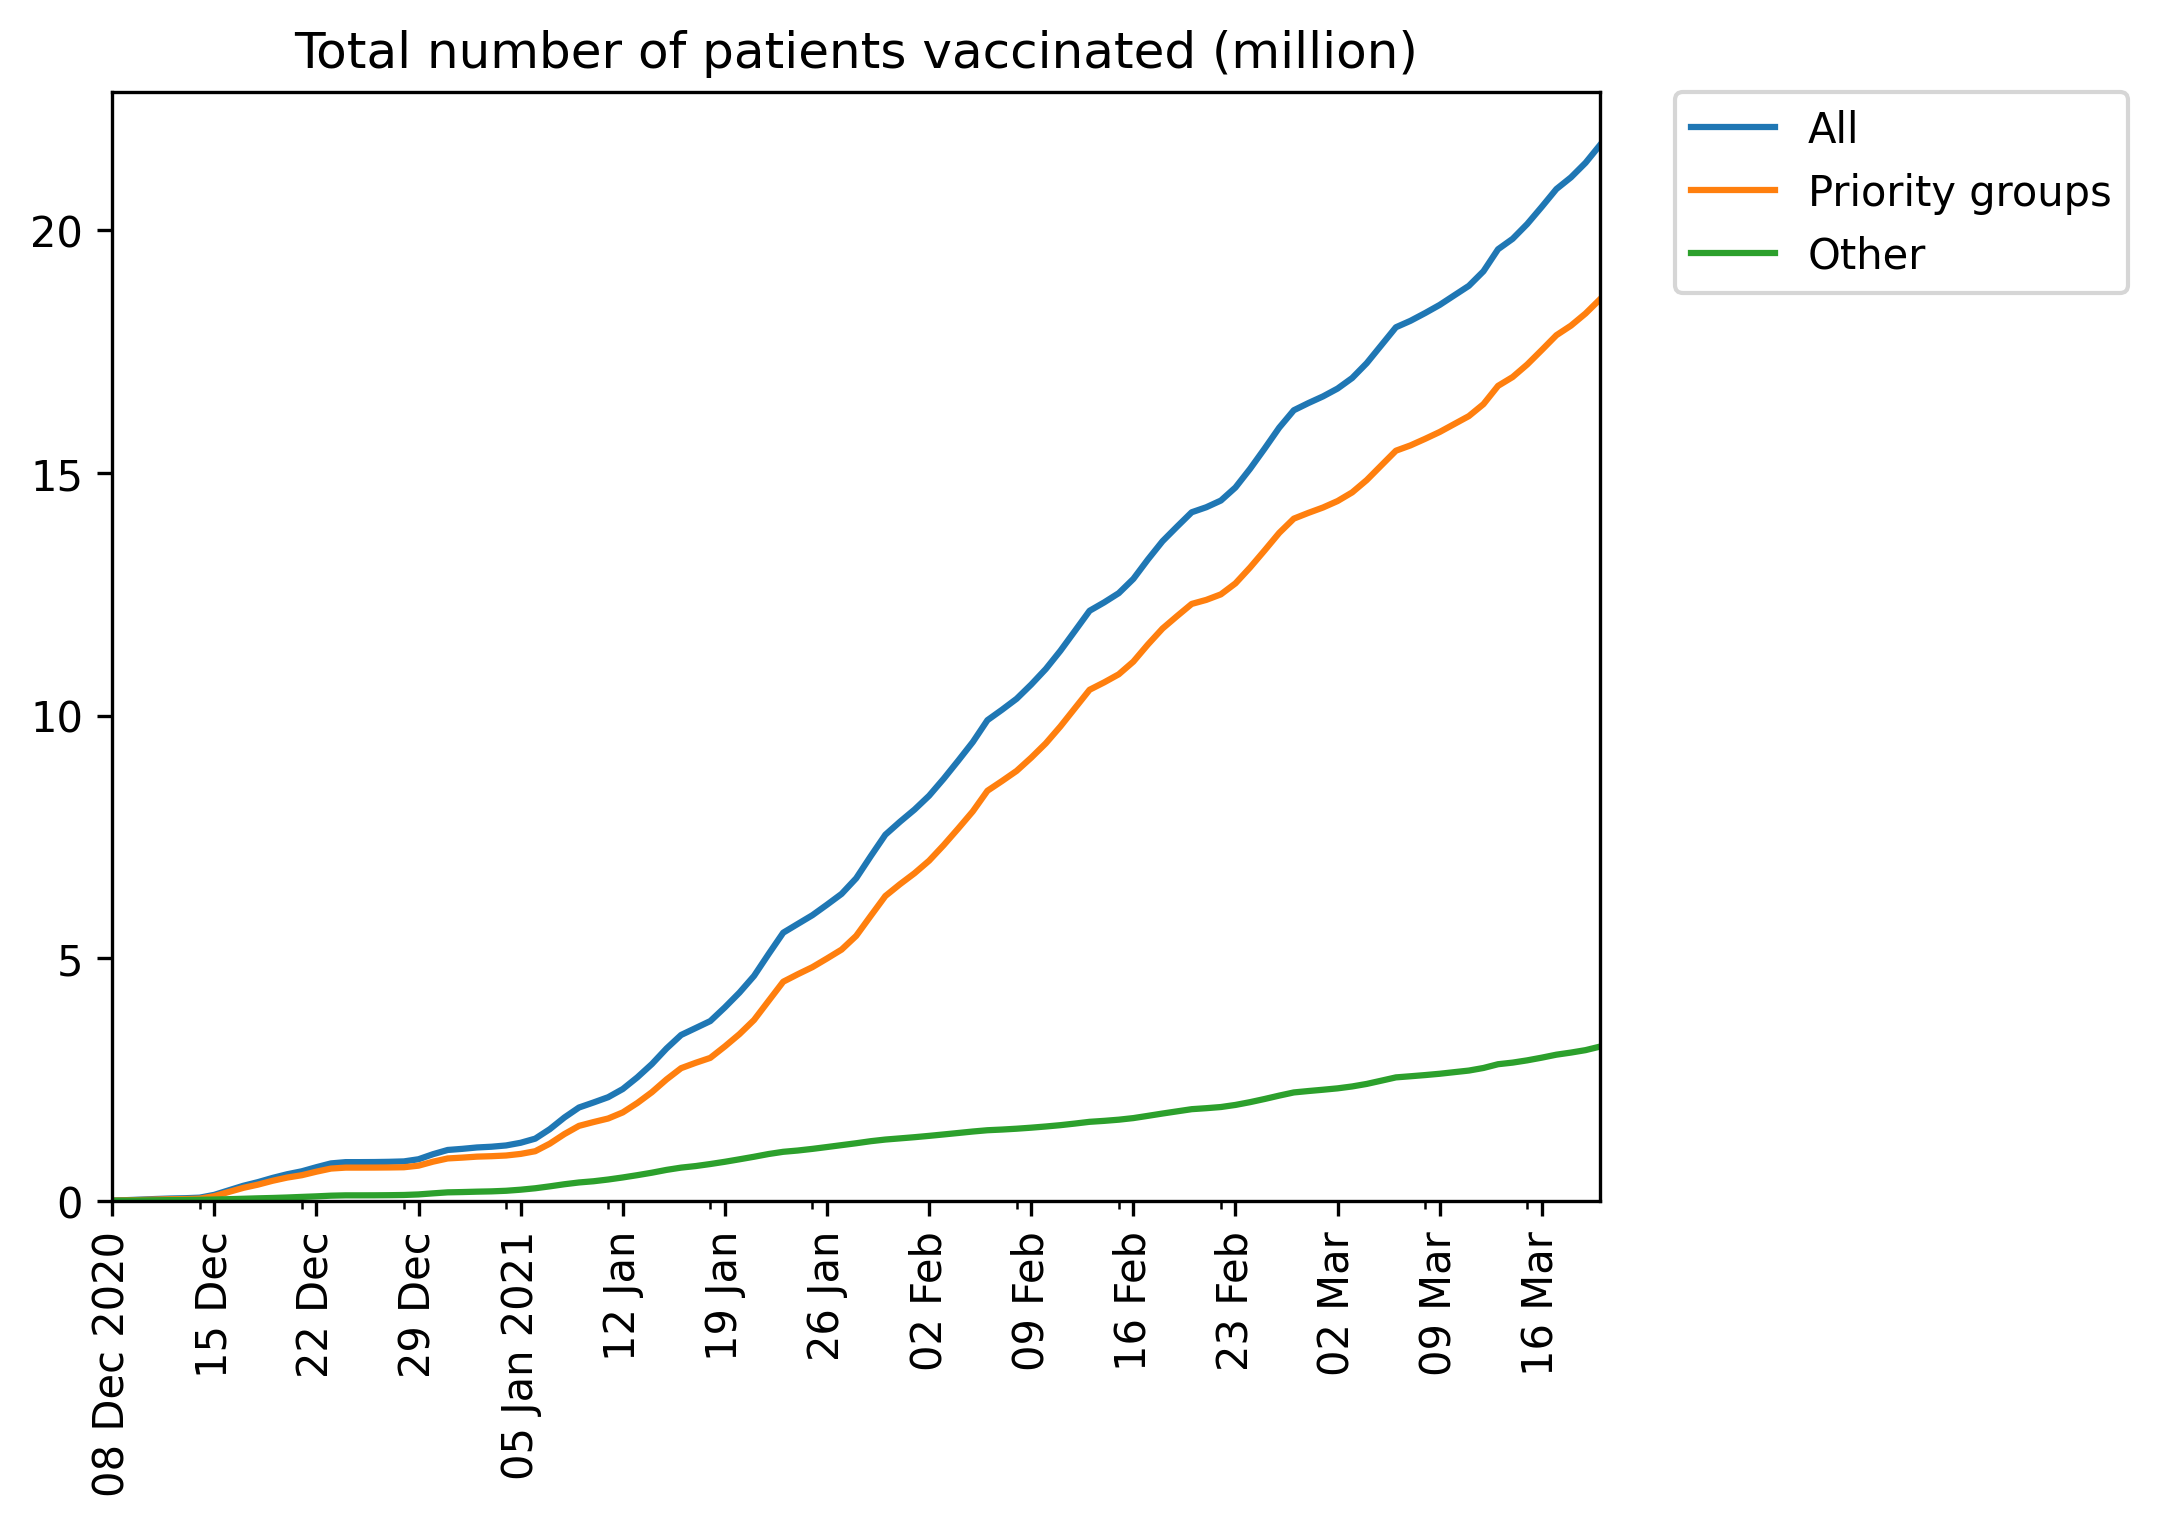 Total number of patients vaccinated (million)
All
Priority groups
Other
20
15
10
5
0
08 Dec 2020
15 Dec
22 Dec
29 Dec
05 Jan 2021
12 Jan
19 Jan
26 Jan
02 Feb
09 Feb
16 Feb
23 Feb
02 Mar
09 Mar
16 Mar